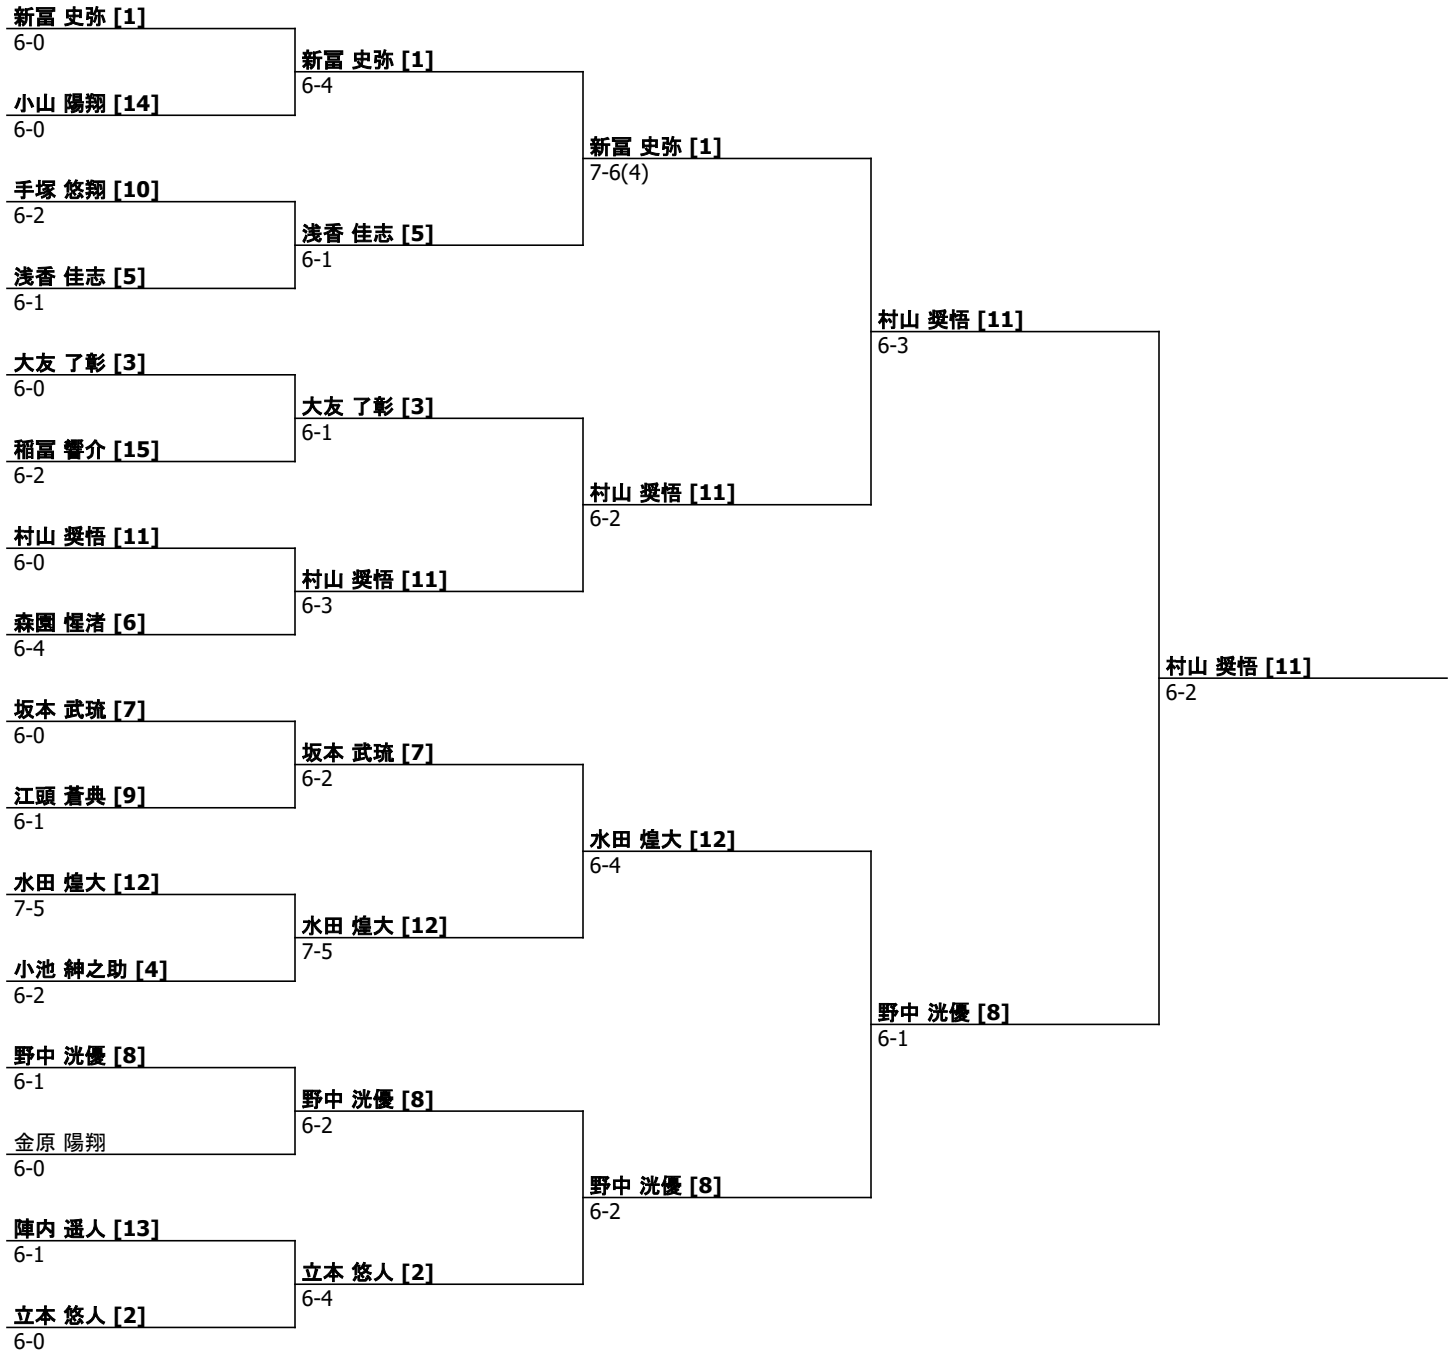 新冨 史弥 [1]
6-0
小山 陽翔 [14]
6-0
手塚 悠翔 [10]
6-2
浅香 佳志 [5]
6-1
大友 了彰 [3]
6-0
稲冨 響介 [15]
6-2
村山 奨悟 [11]
6-0
森園 惺渚 [6]
6-4
坂本 武琉 [7]
6-0
江頭 蒼典 [9]
6-1
水田 煌大 [12]
7-5
小池 紳之助 [4]
6-2
野中 洸優 [8]
6-1
金原 陽翔
6-0
陣内 遥人 [13]
6-1
立本 悠人 [2]
6-0
新冨 史弥 [1]
6-4
浅香 佳志 [5]
6-1
大友 了彰 [3]
6-1
村山 奨悟 [11]
6-3
坂本 武琉 [7]
6-2
水田 煌大 [12]
7-5
野中 洸優 [8]
6-2
立本 悠人 [2]
6-4
新冨 史弥 [1]
7-6(4)
村山 奨悟 [11]
6-2
水田 煌大 [12]
6-4
野中 洸優 [8]
6-2
村山 奨悟 [11]
6-3
野中 洸優 [8]
6-1
村山 奨悟 [11]
6-2